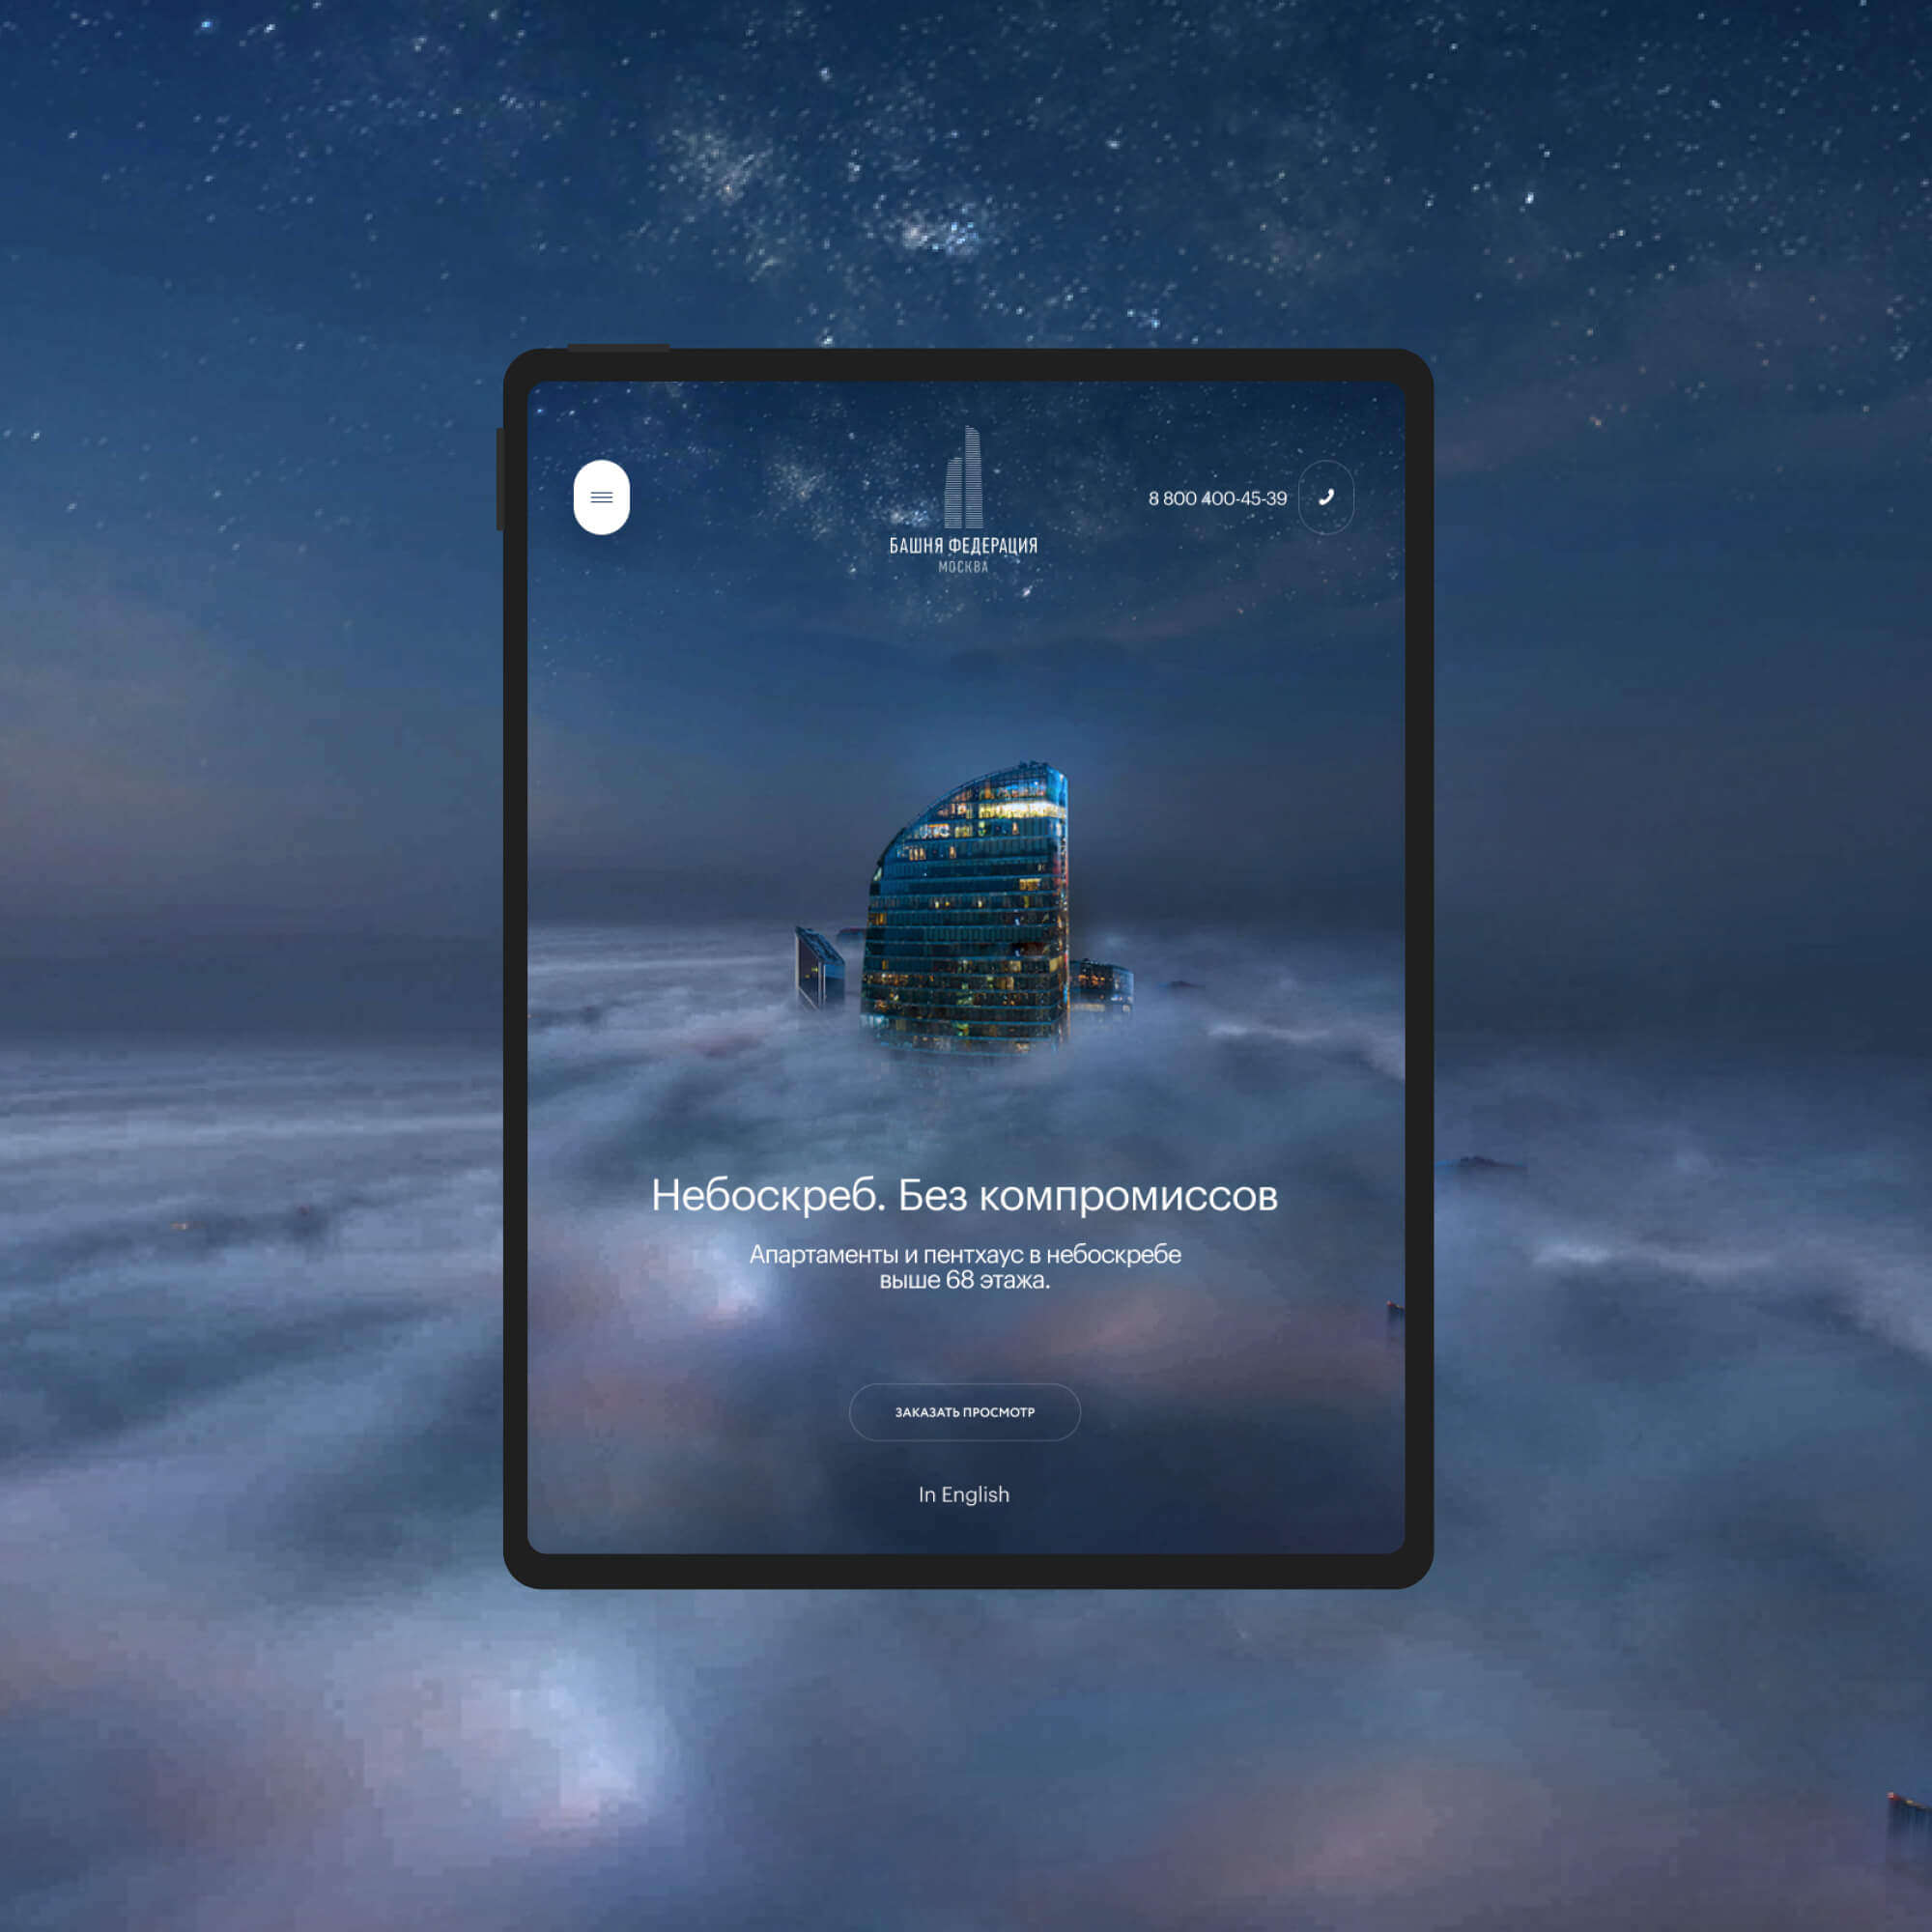 8 800 400-45-39
БАШНЯ ФЕДЕРАЦИЯ
МОСКВА
Небоскреб. Без компромиссов
Апартаменты и пентхаус в небоскребе
выше 68 этажа.
ЗАКАЗАТЬ ПРОСМОТР
In English